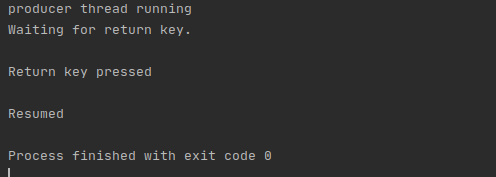 producer thread running
Waiting for return key.
Return key pressed
Resumed
Process finished with exit code 0